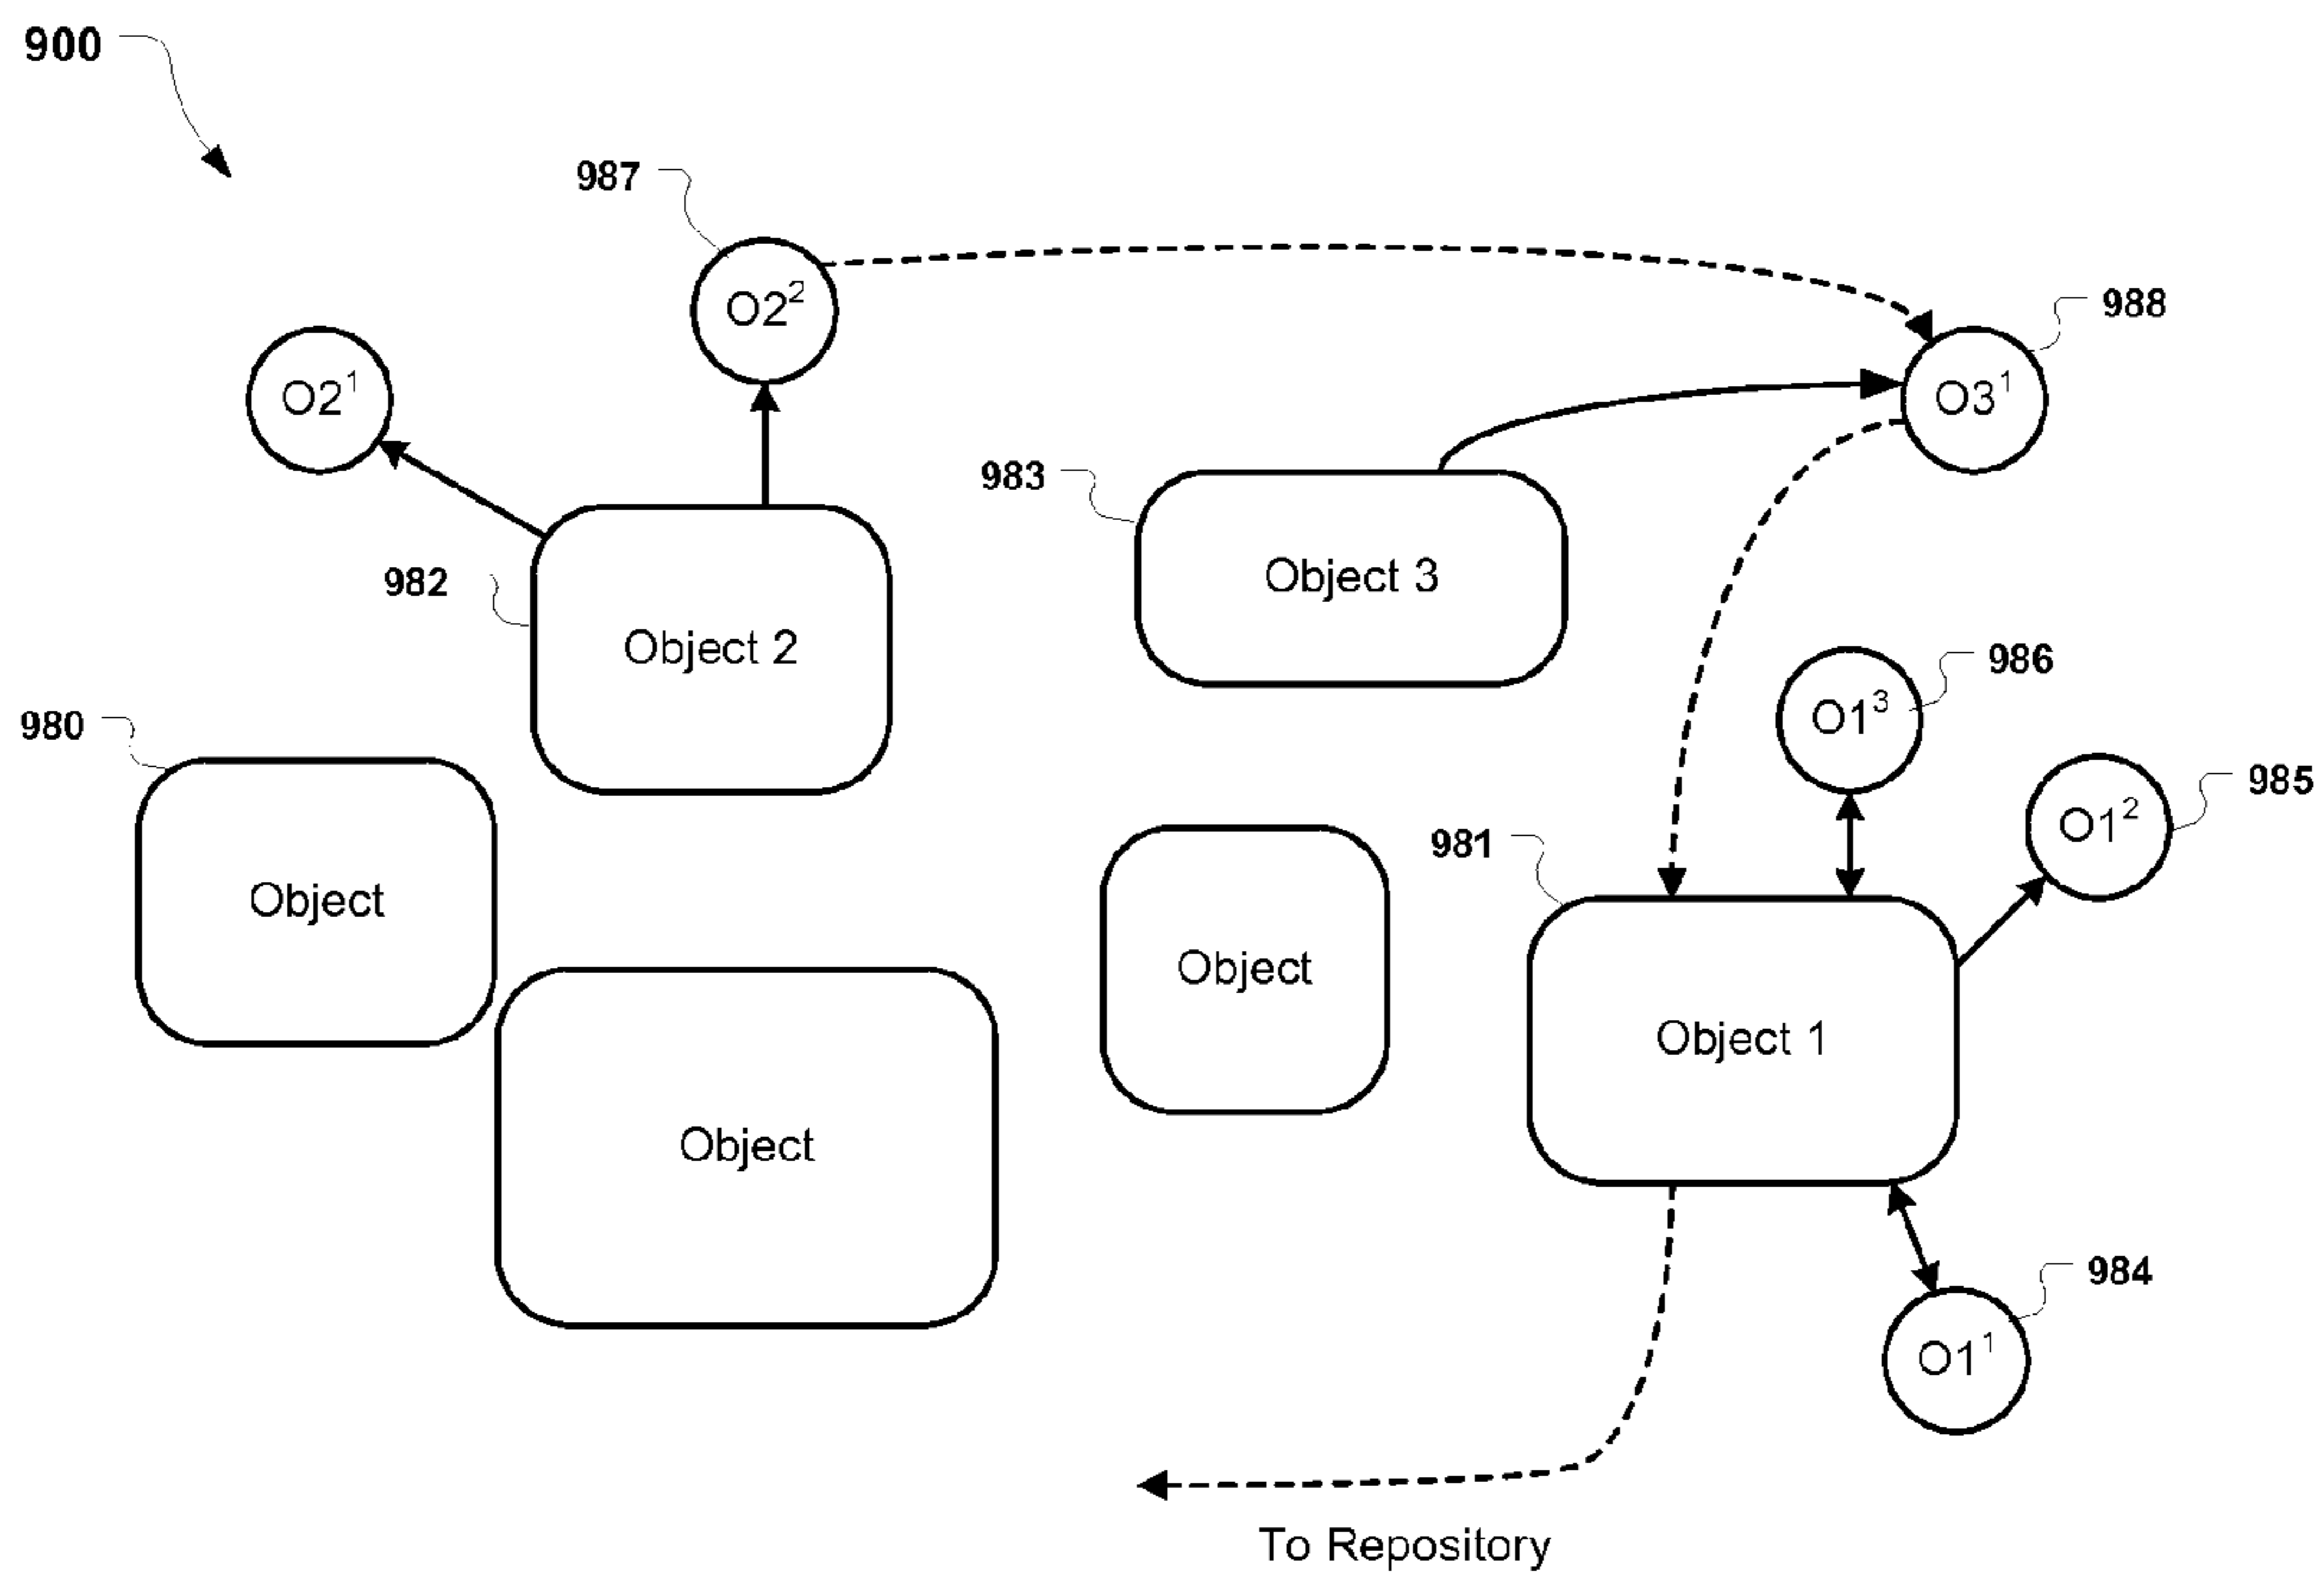 900
987
O2²
988
O3¹
O2¹
983
982
Object 3
Object 2
986
O1³
980
985
O1²
981
Object
Object
Object 1
Object
984
O1¹
To Repository